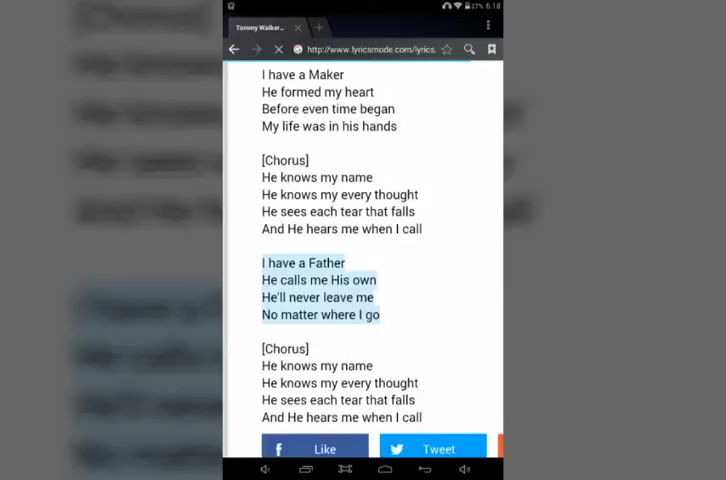 27% 6:18
Tommy Walker...
http://www.lyricsmode.com/lyrics
I have a Maker
He formed my heart
Before even time began
My life was in his hands
[Chorus]
He knows my name
He knows my every thought
He sees each tear that falls
And He hears me when I call
I have a Father
He calls me His own
He'll never leave me
No matter where I go
[Chorus]
He knows my name
He knows my every thought
He sees each tear that falls
And He hears me when I call
Like
Tweet